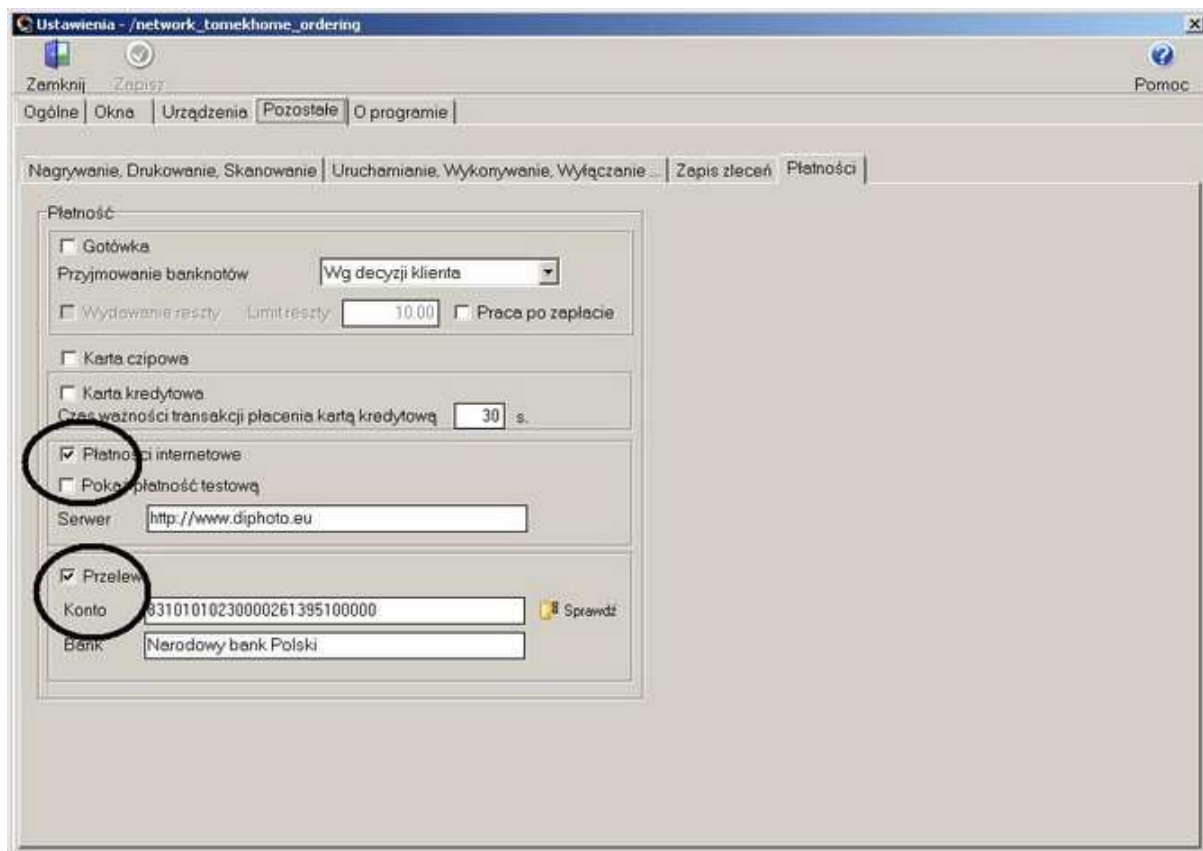 Ustawienia - /network_tomekhome_ordering
Zamknij Zapisz Pomoc
Ogólne Okna Urządzenia Pozostałe O programie
Nagrywanie, Drukowanie, Skanowanie Uruchamianie, Wykonywanie, Wyłączanie ... Zapis zleceń Płatności
Płatność
Gotówka
Przyjmowanie banknotów Wg decyzji klienta
Wydawanie reszty Limit reszty 10.00 Praca po zapłacie
Karta czipowa
Karta kredytowa
Czas ważności transakcji płacenia kartą kredytową 30 s.
Płatności internetowe
Pokaż płatność testową
Serwer http://www.diphoto.eu
Przelew
Konto 83101010230000261395100000 Sprawdź
Bank Narodowy bank Polski